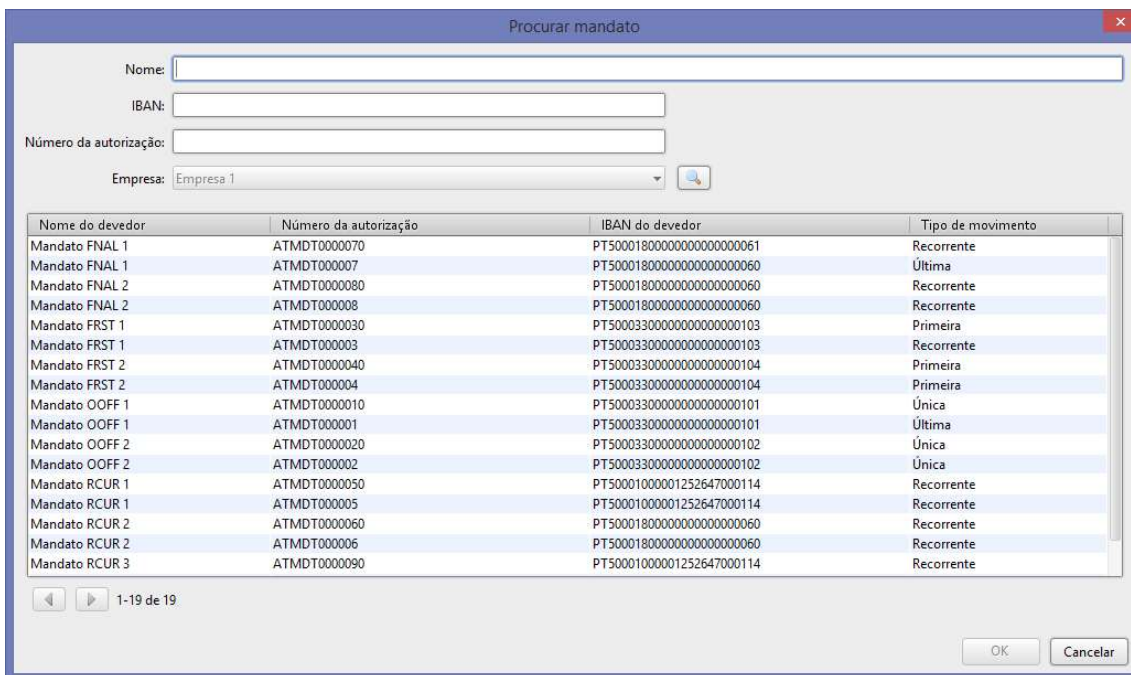 Procurar mandato
Nome:
IBAN:
Número da autorização:
Empresa: Empresa 1
Nome do devedor Número da autorização IBAN do devedor Tipo de movimento
Mandato FNAL 1 ATMDT0000070 PT50001800000000000000061 Recorrente
Mandato FNAL 1 ATMDT000007 PT50001800000000000000060 Última
Mandato FNAL 2 ATMDT0000080 PT50001800000000000000060 Recorrente
Mandato FNAL 2 ATMDT000008 PT50001800000000000000060 Recorrente
Mandato FRST 1 ATMDT0000030 PT50003300000000000000103 Primeira
Mandato FRST 1 ATMDT000003 PT50003300000000000000103 Recorrente
Mandato FRST 2 ATMDT0000040 PT50003300000000000000104 Primeira
Mandato FRST 2 ATMDT000004 PT50003300000000000000104 Primeira
Mandato OOFF 1 ATMDT0000010 PT50003300000000000000101 Única
Mandato OOFF 1 ATMDT000001 PT50003300000000000000101 Última
Mandato OOFF 2 ATMDT0000020 PT50003300000000000000102 Única
Mandato OOFF 2 ATMDT000002 PT50003300000000000000102 Única
Mandato RCUR 1 ATMDT0000050 PT50001000001252647000114 Recorrente
Mandato RCUR 1 ATMDT000005 PT50001000001252647000114 Recorrente
Mandato RCUR 2 ATMDT0000060 PT50001800000000000000060 Recorrente
Mandato RCUR 2 ATMDT000006 PT50001800000000000000060 Recorrente
Mandato RCUR 3 ATMDT0000090 PT50001000001252647000114 Recorrente
1-19 de 19
OK Cancelar